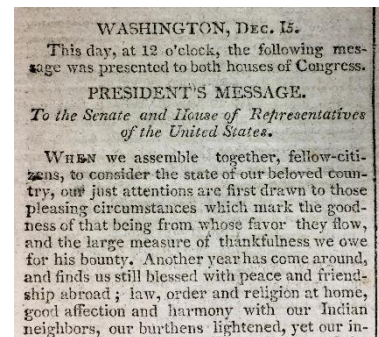 WASHINGTON, DEC. 15.
This day, at 12 o'clock, the following mes-
sage was presented to both houses of Congress.
PRESIDENT'S MESSAGE.
To the Senate and House of Representatives
of the United States.
WHEN we assemble together, fellow-citi-
zens, to consider the state of our beloved coun-
try, our just attentions are first drawn to those
pleasing circumstances which mark the good-
ness of that being from whose favor they flow,
and the large measure of thankfulness we owe
for his bounty. Another year has come around,
and finds us still blessed with peace and friend-
ship abroad; law, order and religion at home,
good affection and harmony with our Indian
neighbors, our burthens lightened, yet our in-